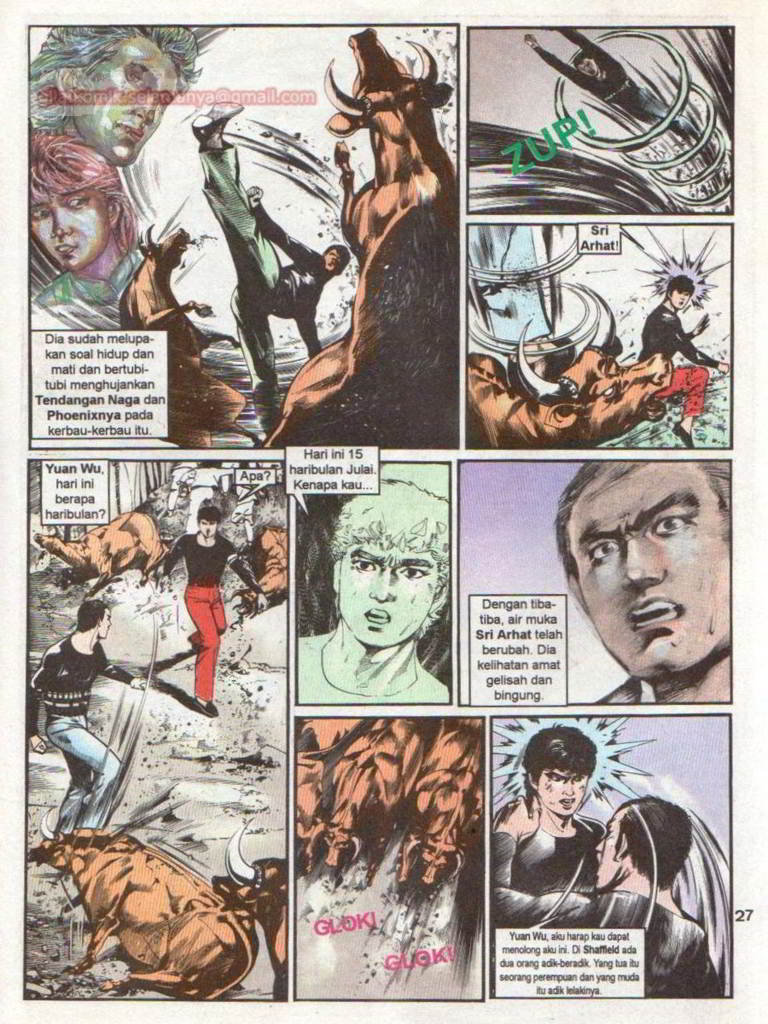 Dia sudah melupa-
kan soal hidup dan
mati dan bertubi-
tubi menghujankan
Tendangan Naga dan
Phoenixnya pada
kerbau-kerbau itu.
ZUP!
Sri
Arhat!
Yuan Wu,
hari ini
berapa
haribulan?
Apa?
Hari ini 15
haribulan Julai.
Kenapa kau...
Dengan tiba-
tiba, air muka
Sri Arhat telah
berubah. Dia
kelihatan amat
gelisah dan
bingung.
GLOK!
GLOK!
Yuan Wu, aku harap kau dapat
menolong aku ini. Di Shaffield ada
dua orang adik-beradik. Yang tua itu
seorang perempuan dan yang muda
itu adik lelakinya.
27